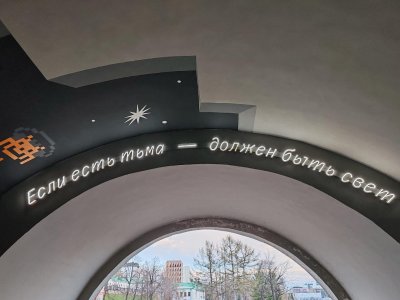 Если есть тьма — должен быть свет